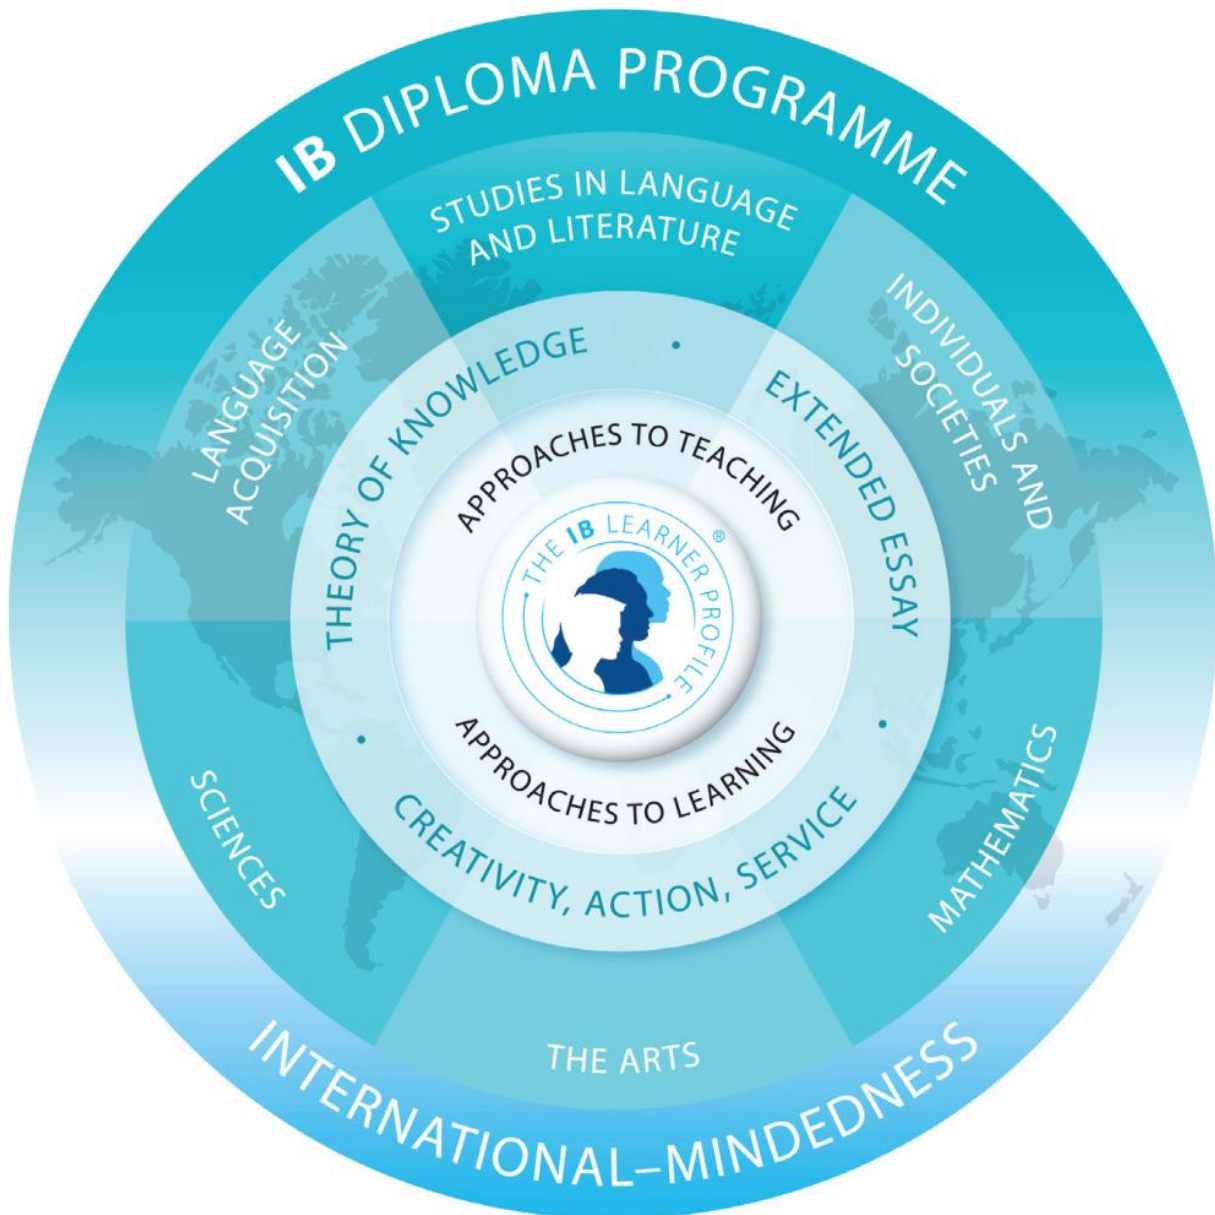 IB DIPLOMA PROGRAMME
STUDIES IN LANGUAGE
AND LITERATURE
LANGUAGE
ACQUISITION
INDIVIDUALS AND
SOCIETIES
THEORY OF KNOWLEDGE
·
EXTENDED ESSAY
·
CREATIVITY, ACTION, SERVICE
·
APPROACHES TO TEACHING
THE IB LEARNER PROFILE
®
APPROACHES TO LEARNING
SCIENCES
MATHEMATICS
THE ARTS
INTERNATIONAL–MINDEDNESS